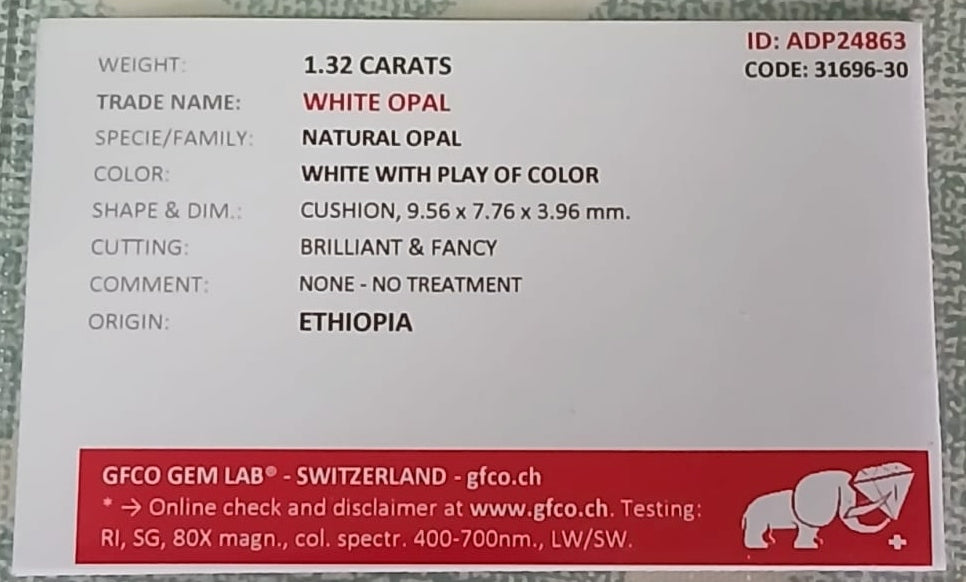 ID: ADP24863
CODE: 31696-30
WEIGHT: 1.32 CARATS
TRADE NAME: WHITE OPAL
SPECIE/FAMILY: NATURAL OPAL
COLOR: WHITE WITH PLAY OF COLOR
SHAPE & DIM.: CUSHION, 9.56 x 7.76 x 3.96 mm.
CUTTING: BRILLIANT & FANCY
COMMENT: NONE - NO TREATMENT
ORIGIN: ETHIOPIA
GFCO GEM LAB® - SWITZERLAND - gfco.ch
* → Online check and disclaimer at www.gfco.ch. Testing:
RI, SG, 80X magn., col. spectr. 400-700nm., LW/SW.